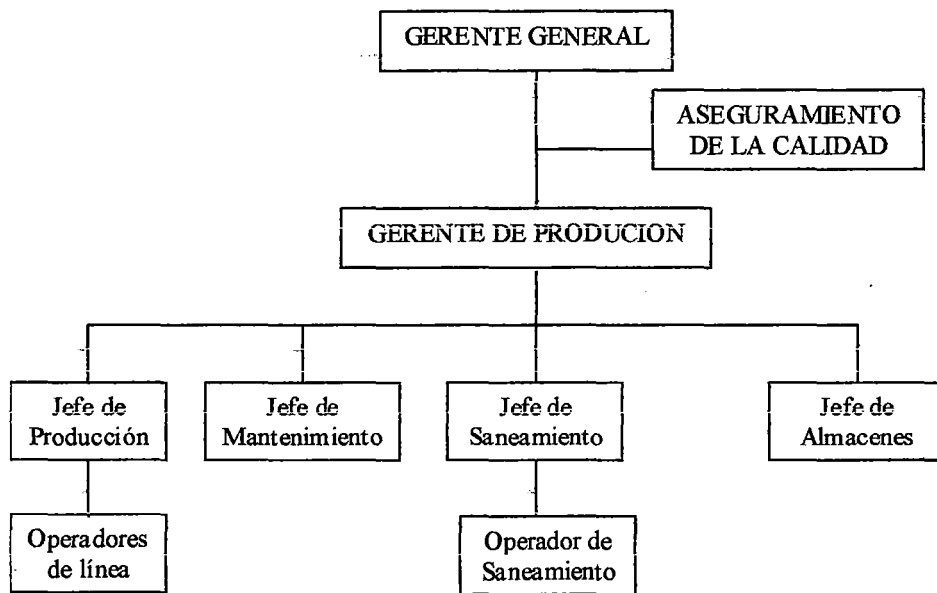 GERENTE GENERAL
ASEGURAMIENTO
DE LA CALIDAD
GERENTE DE PRODUCION
Jefe de
Producción
Jefe de
Mantenimiento
Jefe de
Saneamiento
Jefe de
Almacenes
Operadores
de línea
Operador de
Saneamiento